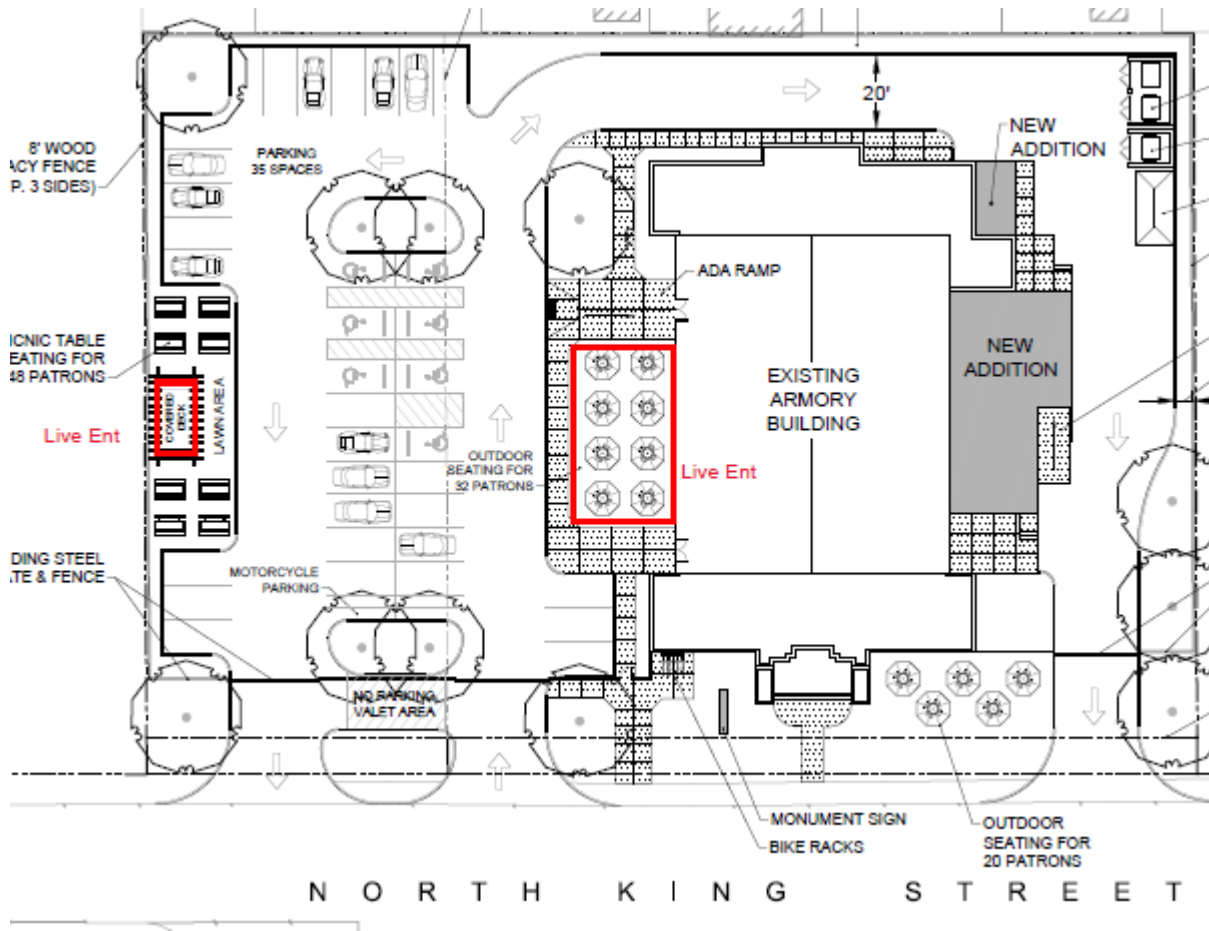 20'
NEW
ADDITION
8' WOOD
ACY FENCE
P. 3 SIDES)
PARKING
35 SPACES
ADA RAMP
ICNIC TABLE
EATING FOR
48 PATRONS
COVERED
DECK
LAWN AREA
Live Ent
EXISTING
ARMORY
BUILDING
NEW
ADDITION
OUTDOOR
SEATING FOR
32 PATRONS
Live Ent
DING STEEL
ATE & FENCE
MOTORCYCLE
PARKING
NO PARKING
VALET AREA
MONUMENT SIGN
BIKE RACKS
OUTDOOR
SEATING FOR
20 PATRONS
NORTH KING STREET